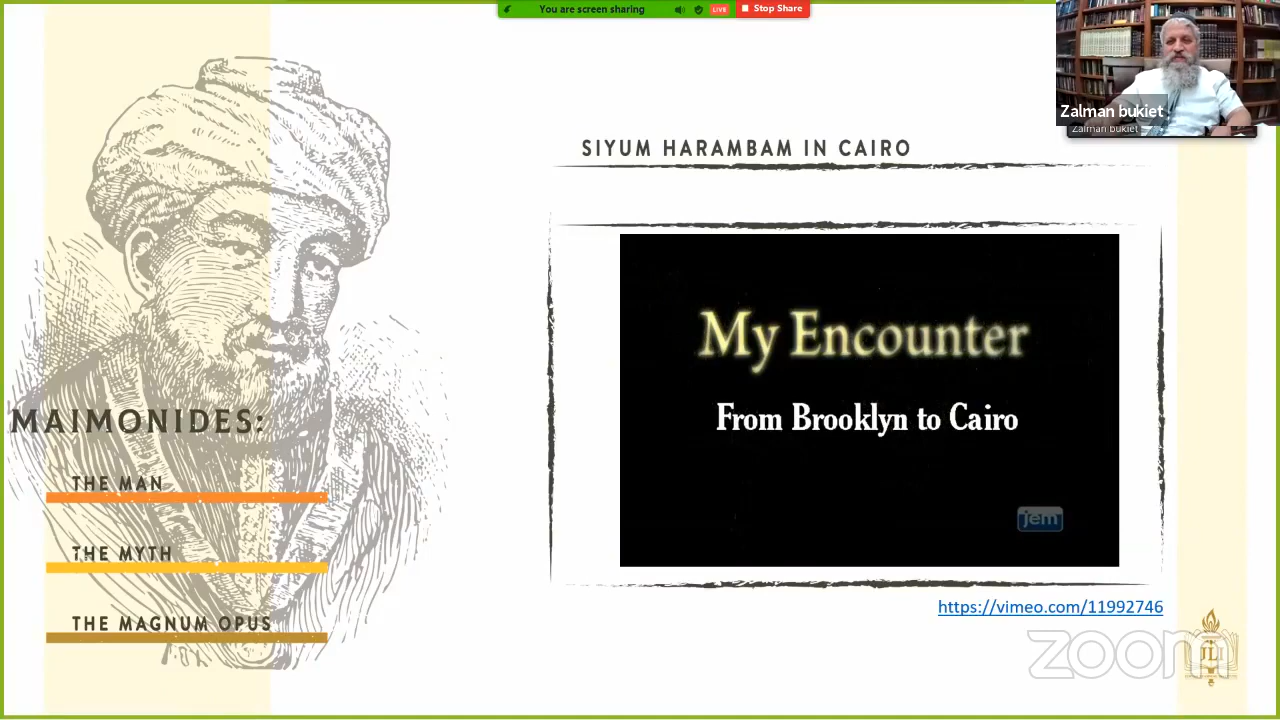 You are screen sharing
LIVE
Stop Share
Zalman bukiet
Zalman bukiet
SIYUM HARAMBAM IN CAIRO
My Encounter
From Brooklyn to Cairo
jem
MAIMONIDES:
THE MAN
THE MYTH
THE MAGNUM OPUS
https://vimeo.com/11992746
zoom
JLI